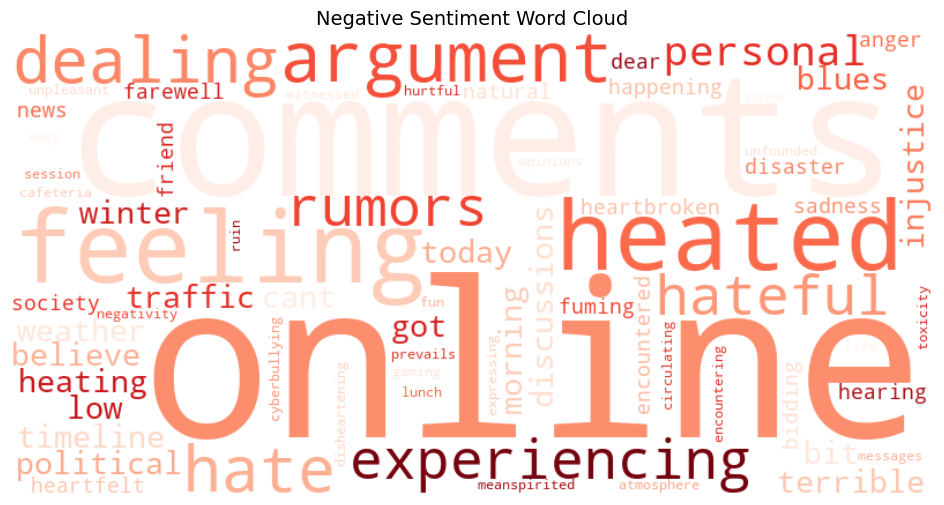 Negative Sentiment Word Cloud
dealing
argument
dear
personal
anger
unpleasant
farewell
witnessed
hurtful
natural
happening
blues
news
comments
never
easy
friend
opinions
unfounded
disaster
injustice
session
cafeteria
winter
ruin
rumors
heartbroken
sadness
feeling
today
discussions
heated
society
negativity
traffic
cant
fun
got
morning
fuming
encountered
hateful
toxicity
weather
believe
online
cyberbullying
prevails
gaming
expressing
circulating
encountering
life
heating
low
lunch
bidding
hearing
timeline
disheartening
political
heartfelt
hate
experiencing
meanspirited
atmosphere
bit
messages
terrible